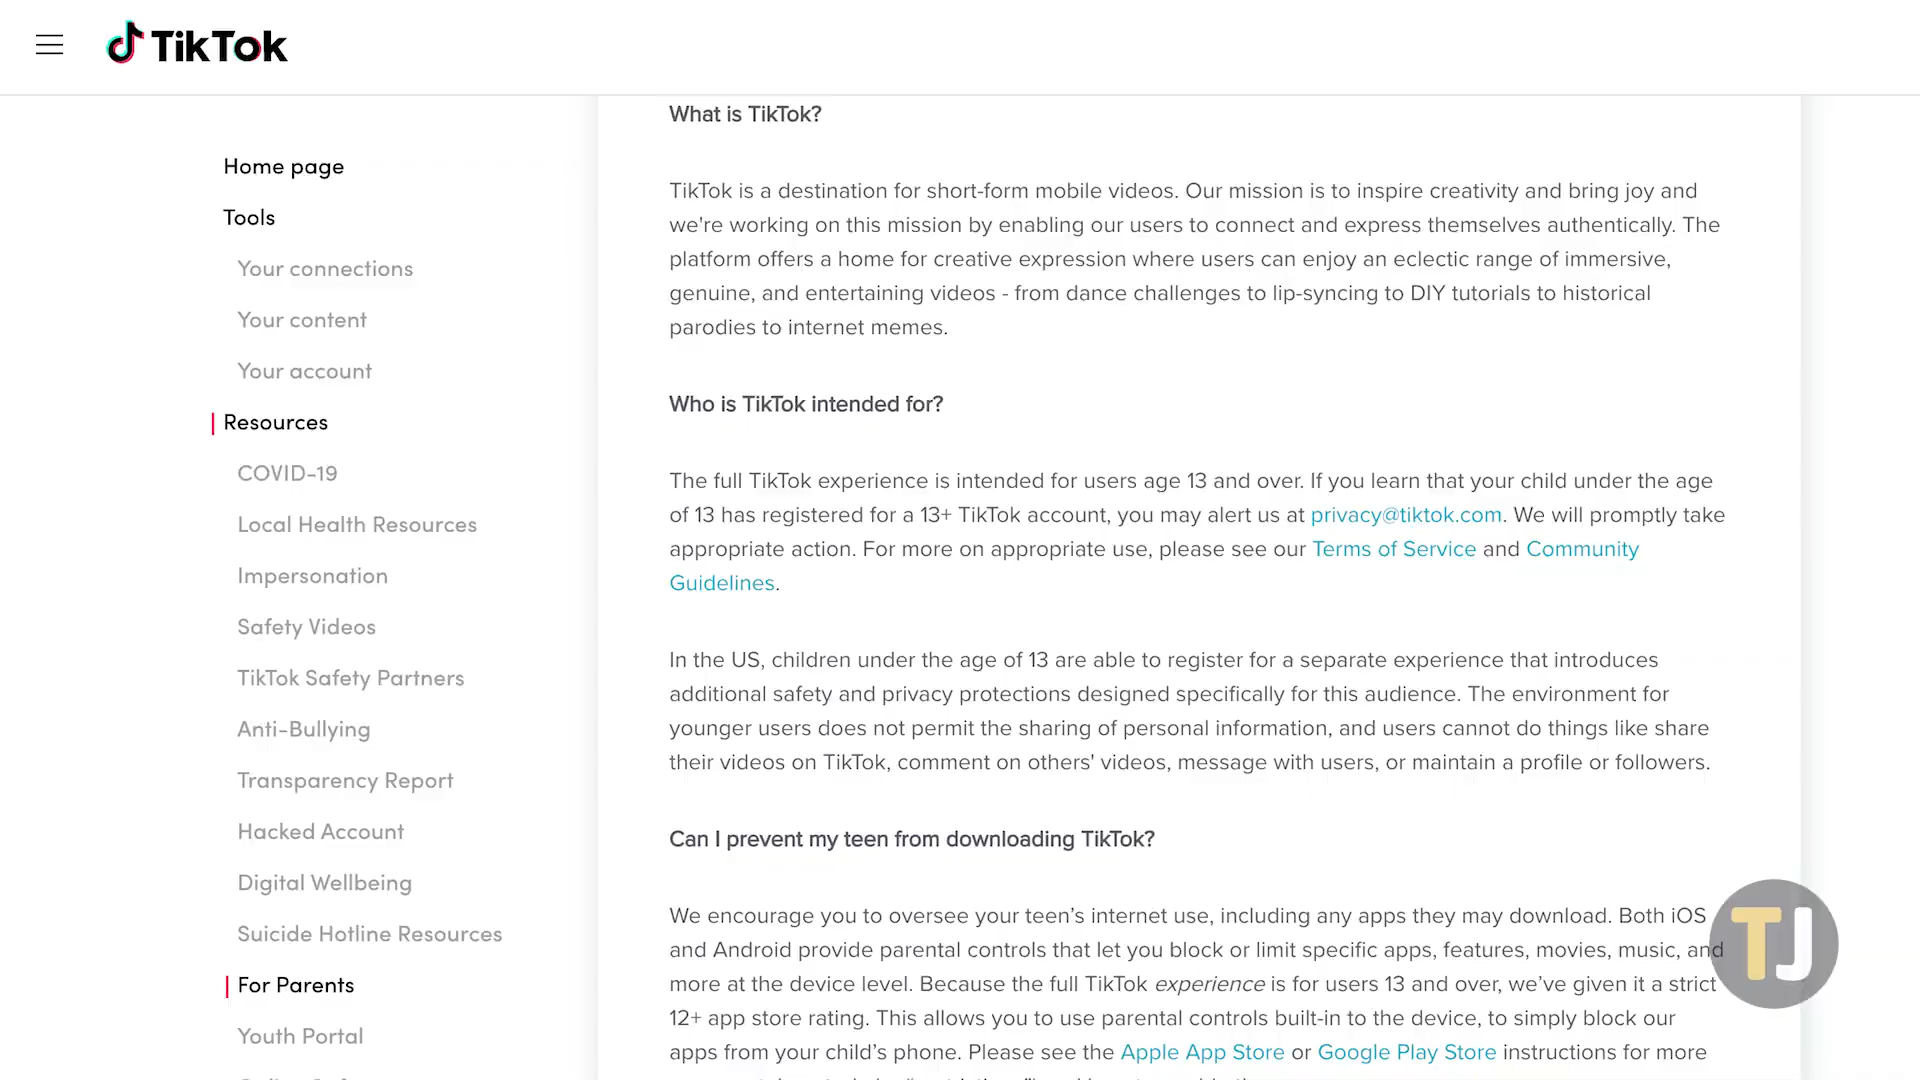 TikTok
Home page
Tools
Your connections
Your content
Your account
Resources
COVID-19
Local Health Resources
Impersonation
Safety Videos
TikTok Safety Partners
Anti-Bullying
Transparency Report
Hacked Account
Digital Wellbeing
Suicide Hotline Resources
For Parents
Youth Portal
What is TikTok?
TikTok is a destination for short-form mobile videos. Our mission is to inspire creativity and bring joy and
we're working on this mission by enabling our users to connect and express themselves authentically. The
platform offers a home for creative expression where users can enjoy an eclectic range of immersive,
genuine, and entertaining videos - from dance challenges to lip-syncing to DIY tutorials to historical
parodies to internet memes.
Who is TikTok intended for?
The full TikTok experience is intended for users age 13 and over. If you learn that your child under the age
of 13 has registered for a 13+ TikTok account, you may alert us at privacy@tiktok.com. We will promptly take
appropriate action. For more on appropriate use, please see our Terms of Service and Community
Guidelines.
In the US, children under the age of 13 are able to register for a separate experience that introduces
additional safety and privacy protections designed specifically for this audience. The environment for
younger users does not permit the sharing of personal information, and users cannot do things like share
their videos on TikTok, comment on others' videos, message with users, or maintain a profile or followers.
Can I prevent my teen from downloading TikTok?
We encourage you to oversee your teen’s internet use, including any apps they may download. Both iOS
and Android provide parental controls that let you block or limit specific apps, features, movies, music, and
more at the device level. Because the full TikTok experience is for users 13 and over, we’ve given it a strict
12+ app store rating. This allows you to use parental controls built-in to the device, to simply block our
apps from your child’s phone. Please see the Apple App Store or Google Play Store instructions for more
TJ